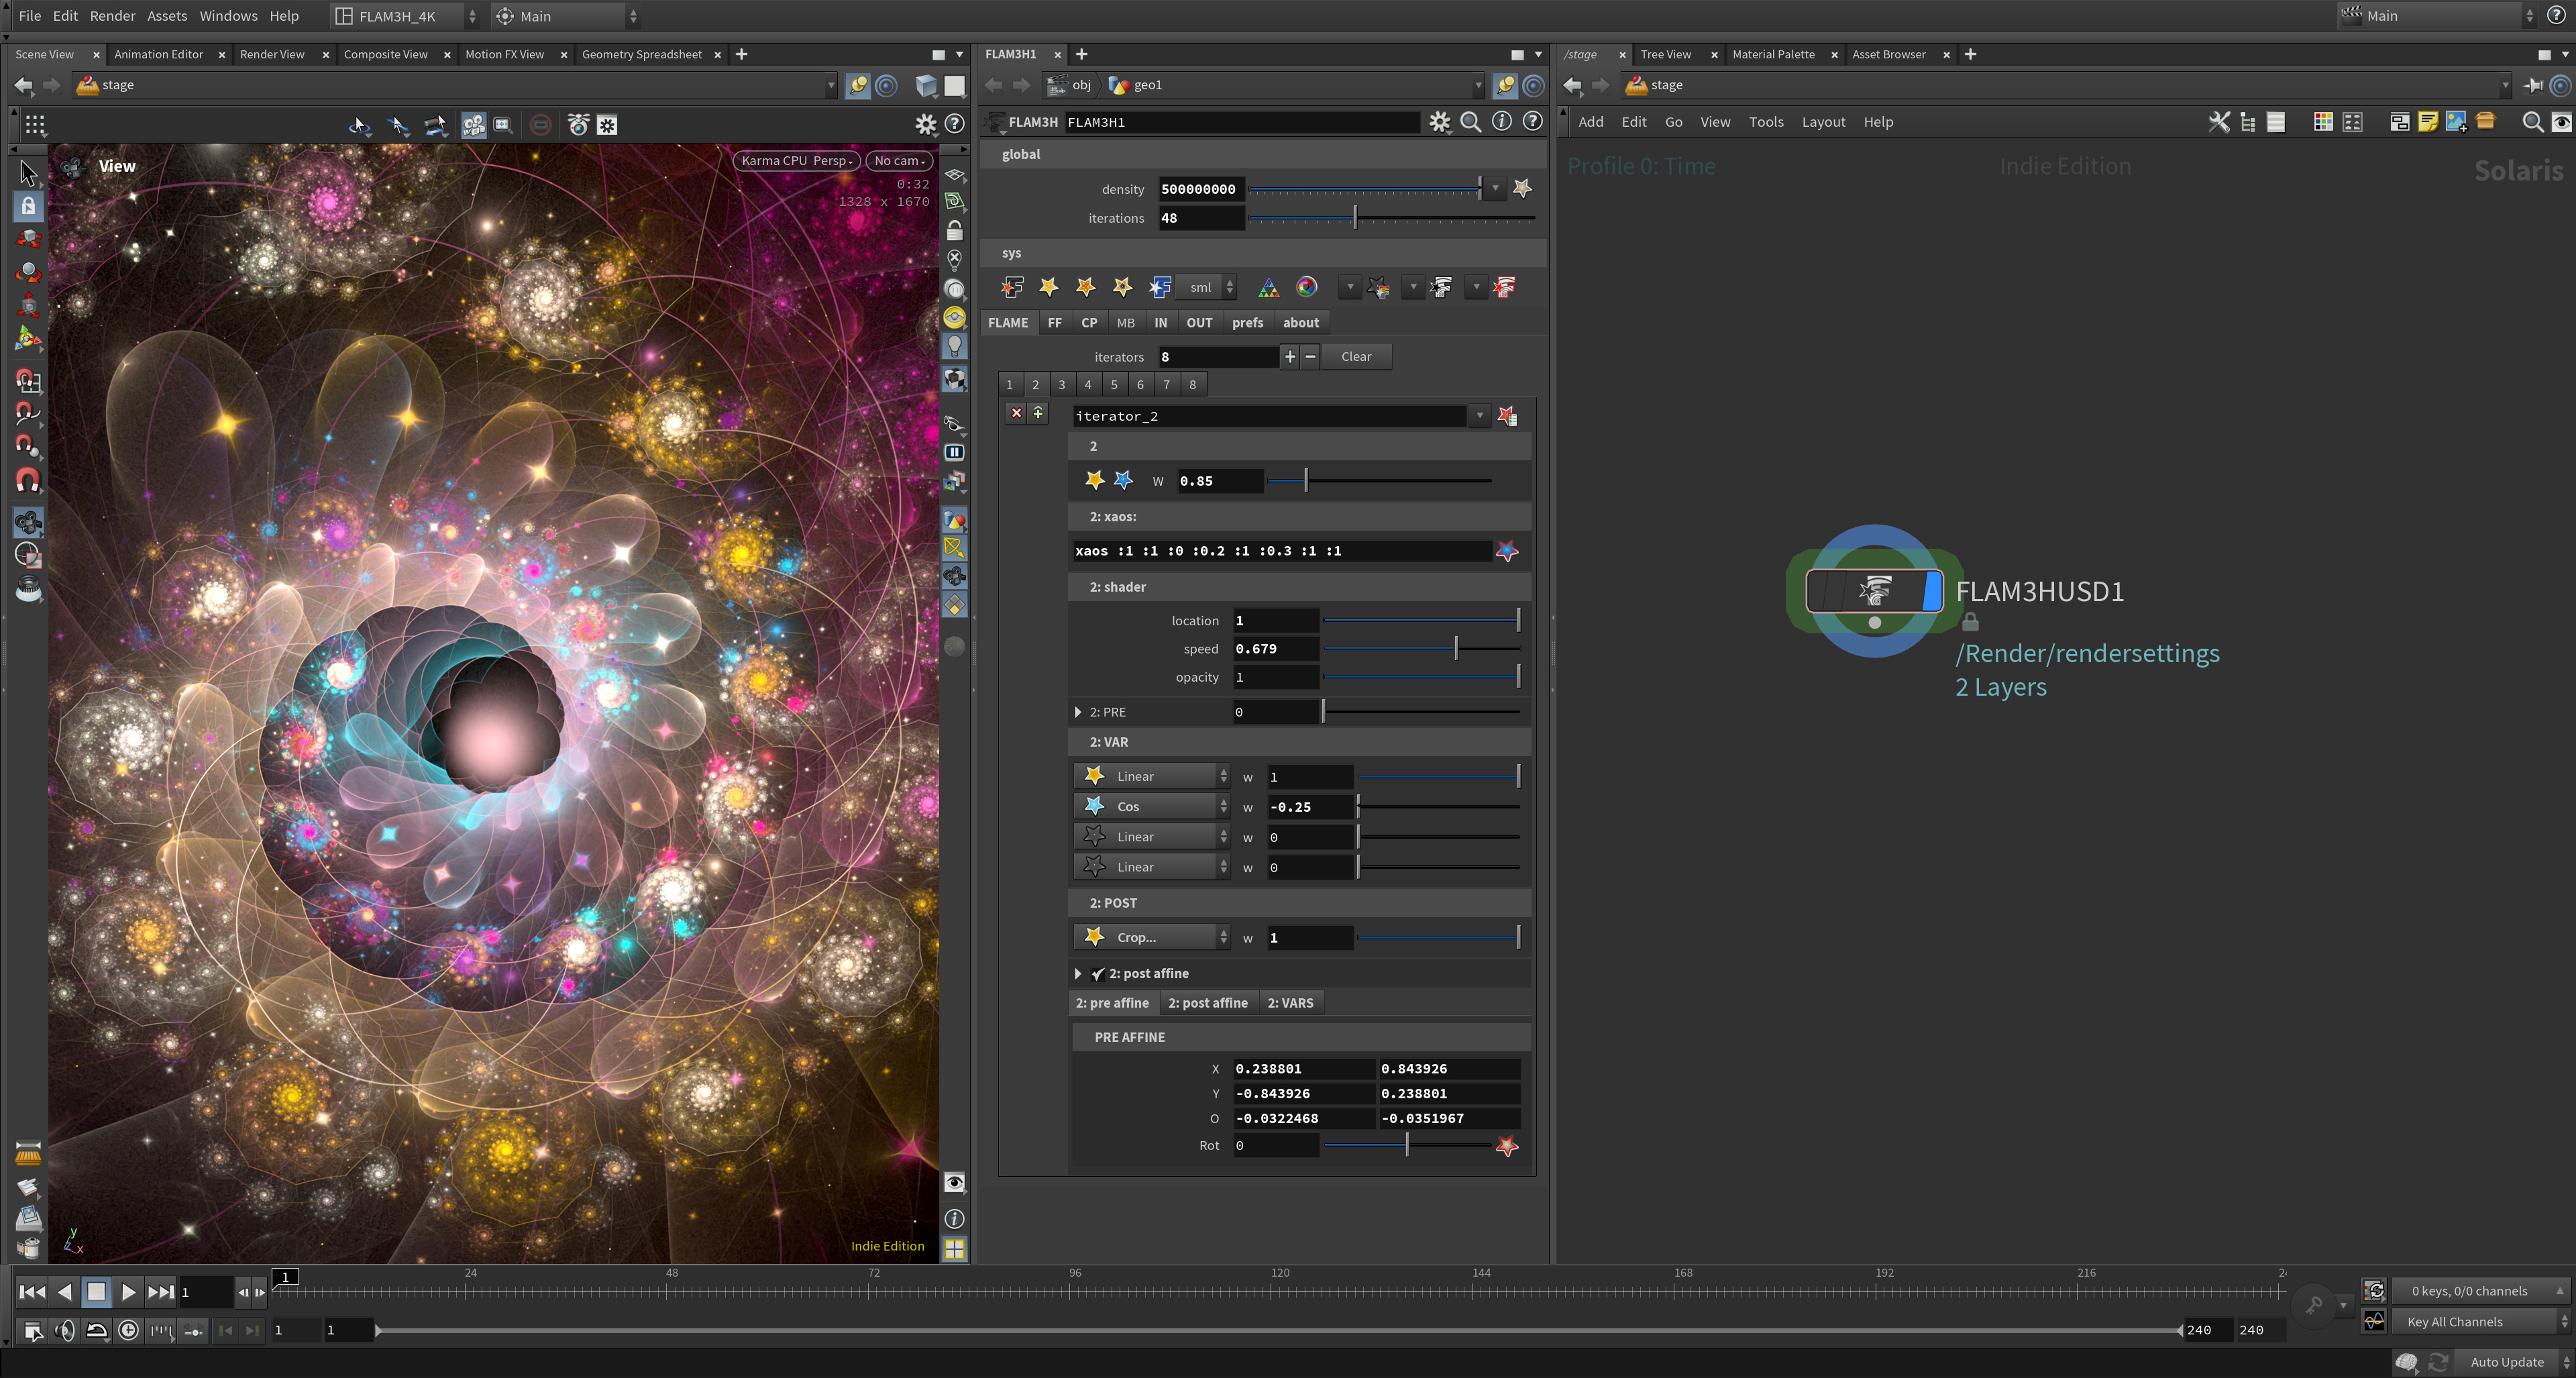 File Edit Render Assets Windows Help FLAM3H_4K Main Main
Scene View Animation Editor Render View Composite View Motion FX View Geometry Spreadsheet
stage
View
Karma CPU Persp No cam
0:32
1328 x 1670
Indie Edition
y
z x
FLAM3H1
obj geo1
FLAM3H FLAM3H1
global
density 500000000
iterations 48
sys
sml
FLAME FF CP MB IN OUT prefs about
iterators 8 + − Clear
1 2 3 4 5 6 7 8
iterator_2
2
W 0.85
2: xaos:
xaos :1 :1 :0 :0.2 :1 :0.3 :1 :1
2: shader
location 1
speed 0.679
opacity 1
2: PRE 0
2: VAR
Linear w 1
Cos w -0.25
Linear w 0
Linear w 0
2: POST
Crop... w 1
2: post affine
2: pre affine 2: post affine 2: VARS
PRE AFFINE
X 0.238801 0.843926
Y -0.843926 0.238801
O -0.0322468 -0.0351967
Rot 0
/stage Tree View Material Palette Asset Browser
stage
Add Edit Go View Tools Layout Help
Profile 0: Time Indie Edition Solaris
FLAM3HUSD1
/Render/rendersettings
2 Layers
1 1 24 48 72 96 120 144 168 192 216 24
0 keys, 0/0 channels
1 1 240 240
Key All Channels
Auto Update